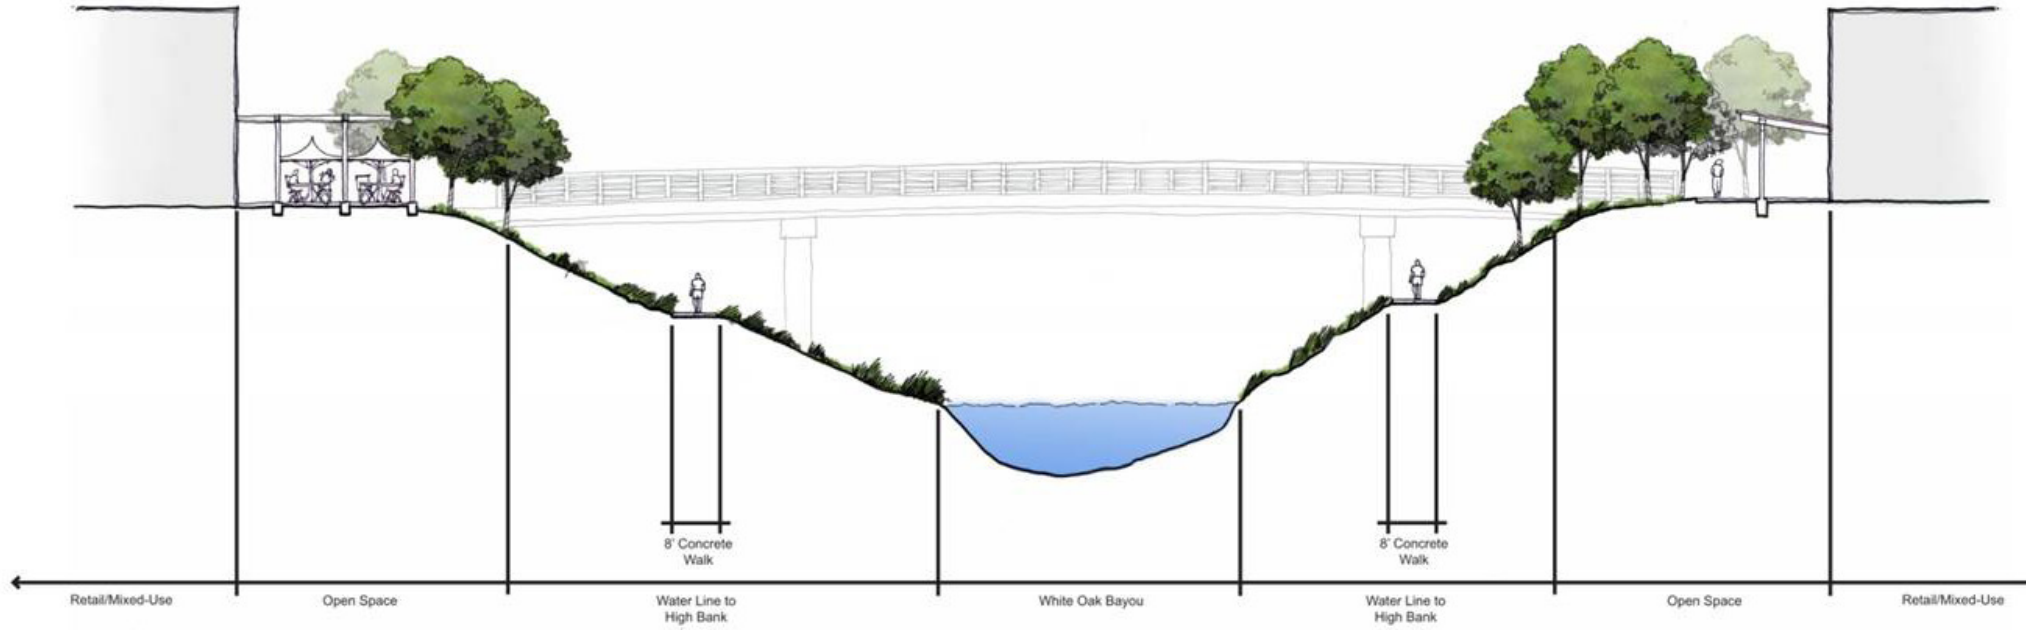 8' Concrete
Walk
8' Concrete
Walk
Retail/Mixed-Use
Open Space
Water Line to
High Bank
White Oak Bayou
Water Line to
High Bank
Open Space
Retail/Mixed-Use